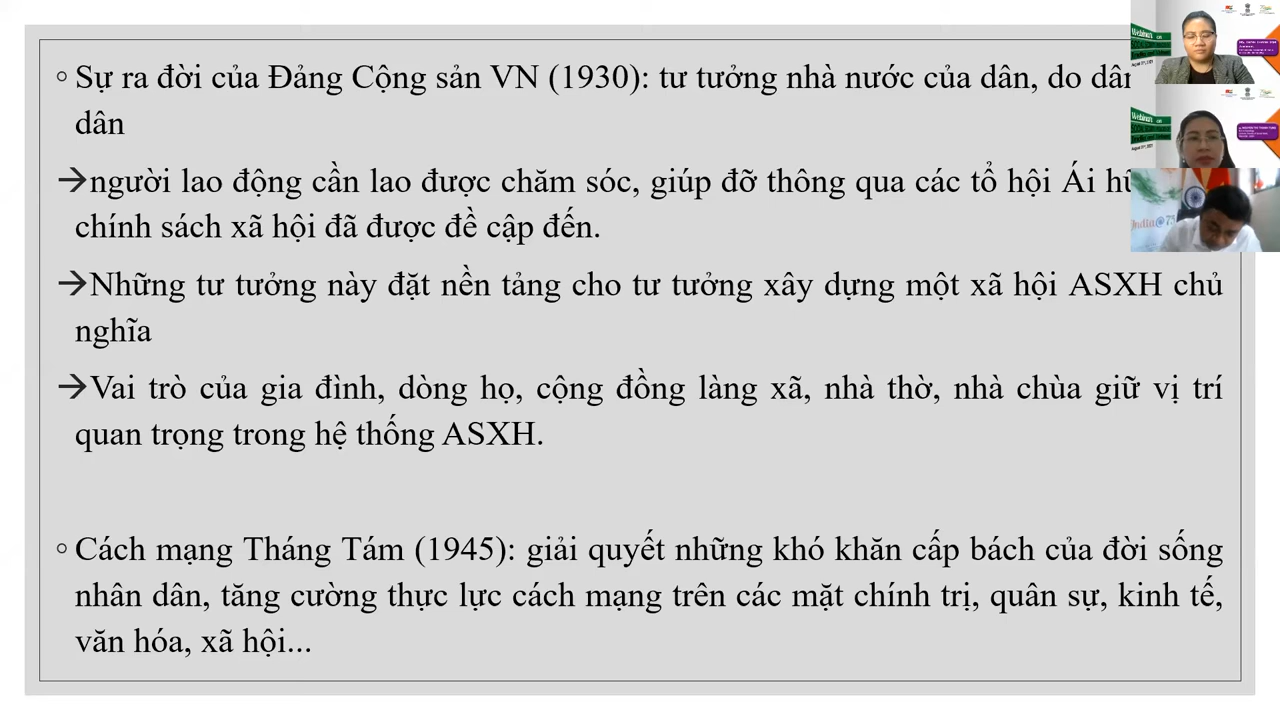 Sự ra đời của Đảng Cộng sản VN (1930): tư tưởng nhà nước của dân, do
dân
→người lao động cần lao được chăm sóc, giúp đỡ thông qua các tổ hội Ái
chính sách xã hội đã được đề cập đến.
→Những tư tưởng này đặt nền tảng cho tư tưởng xây dựng một xã hội ASXH chủ
nghĩa
→Vai trò của gia đình, dòng họ, cộng đồng làng xã, nhà thờ, nhà chùa giữ vị trí
quan trọng trong hệ thống ASXH.
Cách mạng Tháng Tám (1945): giải quyết những khó khăn cấp bách của đời sống
nhân dân, tăng cường thực lực cách mạng trên các mặt chính trị, quân sự, kinh tế,
văn hóa, xã hội...
Webinar
Webinar